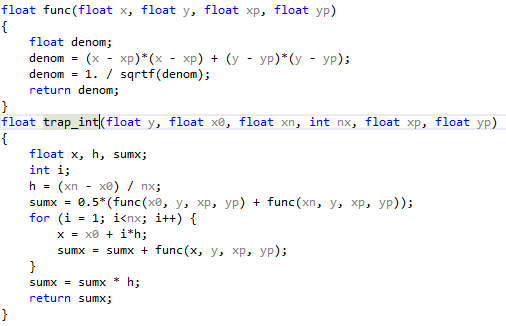 float func(float x, float y, float xp, float yp)
{
    float denom;
    denom = (x - xp)*(x - xp) + (y - yp)*(y - yp);
    denom = 1. / sqrtf(denom);
    return denom;
}
float trap_int(float y, float x0, float xn, int nx, float xp, float yp)
{
    float x, h, sumx;
    int i;
    h = (xn - x0) / nx;
    sumx = 0.5*(func(x0, y, xp, yp) + func(xn, y, xp, yp));
    for (i = 1; i<nx; i++) {
        x = x0 + i*h;
        sumx = sumx + func(x, y, xp, yp);
    }
    sumx = sumx * h;
    return sumx;
}